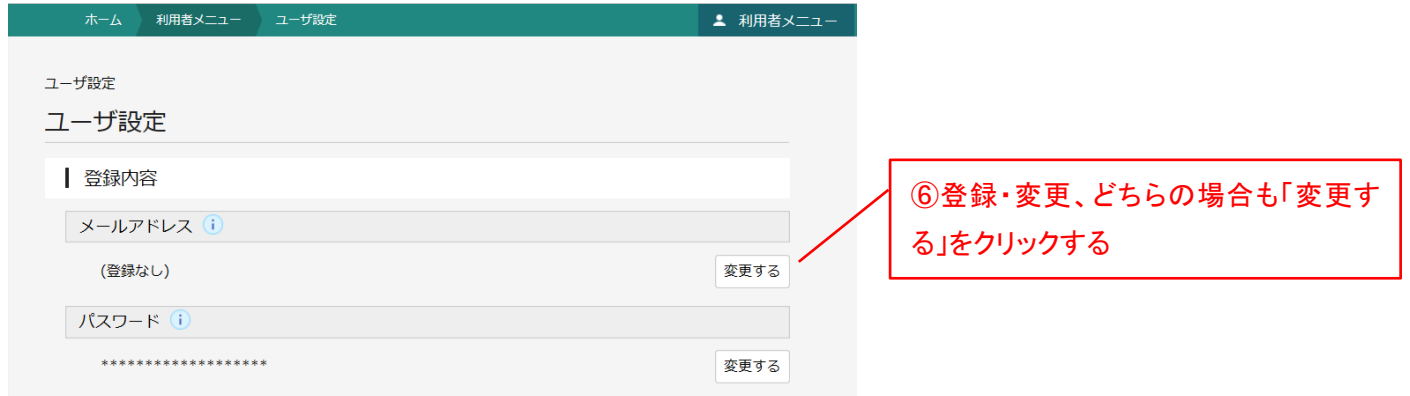 ホーム 利用者メニュー ユーザ設定 利用者メニュー
ユーザ設定
ユーザ設定
登録内容
メールアドレス i
(登録なし) 変更する
パスワード i
******************* 変更する
⑥登録・変更、どちらの場合も「変更す
る」をクリックする